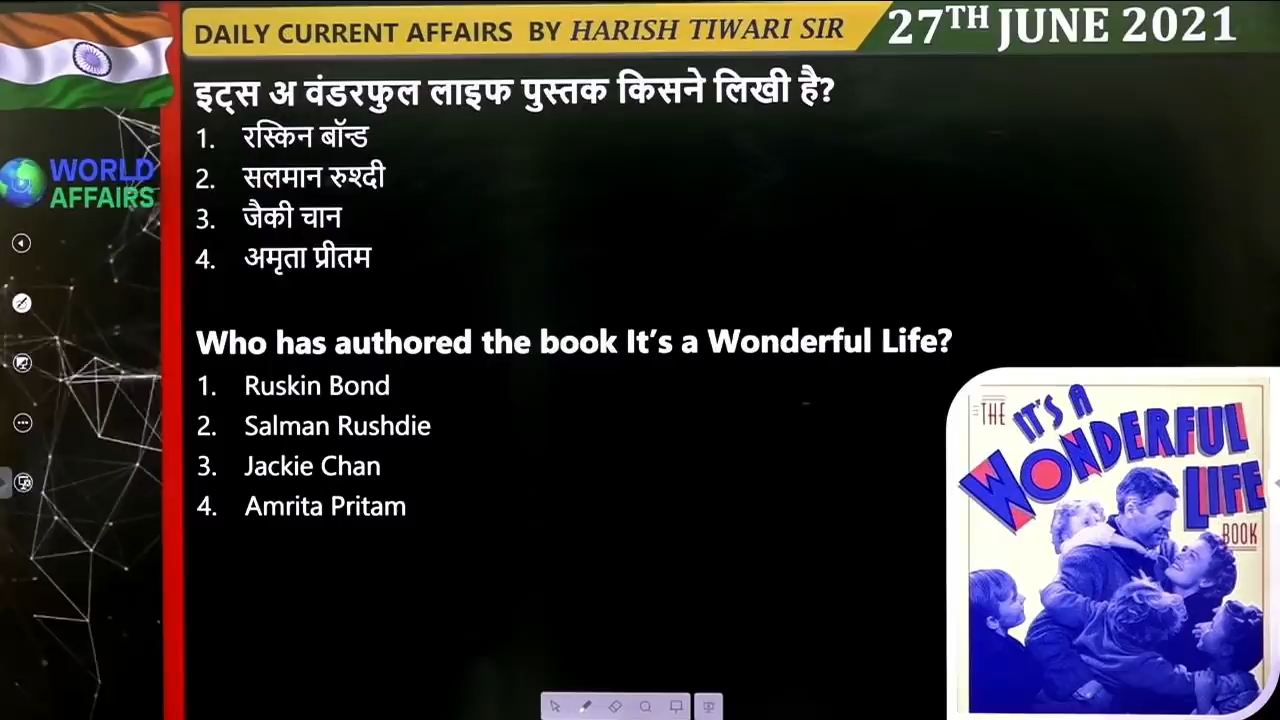 DAILY CURRENT AFFAIRS BY HARISH TIWARI SIR
27TH JUNE 2021
WORLD
AFFAIRS
इट्स अ वंडरफुल लाइफ पुस्तक किसने लिखी है?
1. रस्किन बॉन्ड
2. सलमान रुश्दी
3. जैकी चान
4. अमृता प्रीतम
Who has authored the book It's a Wonderful Life?
1. Ruskin Bond
2. Salman Rushdie
3. Jackie Chan
4. Amrita Pritam
THE
IT'S A
WONDERFUL
LIFE
BOOK